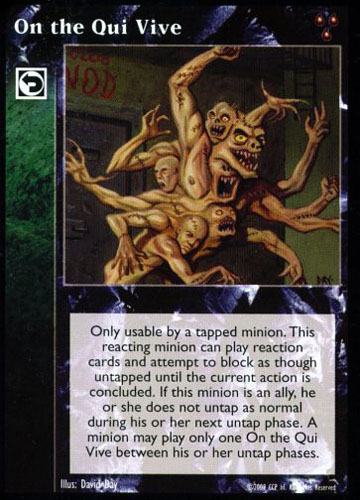 On the Qui Vive
VOD
Only usable by a tapped minion. This
reacting minion can play reaction
cards and attempt to block as though
untapped until the current action is
concluded. If this minion is an ally, he
or she does not untap as normal
during his or her next untap phase. A
minion may play only one On the Qui
Vive between his or her untap phases.
Illus: David Day